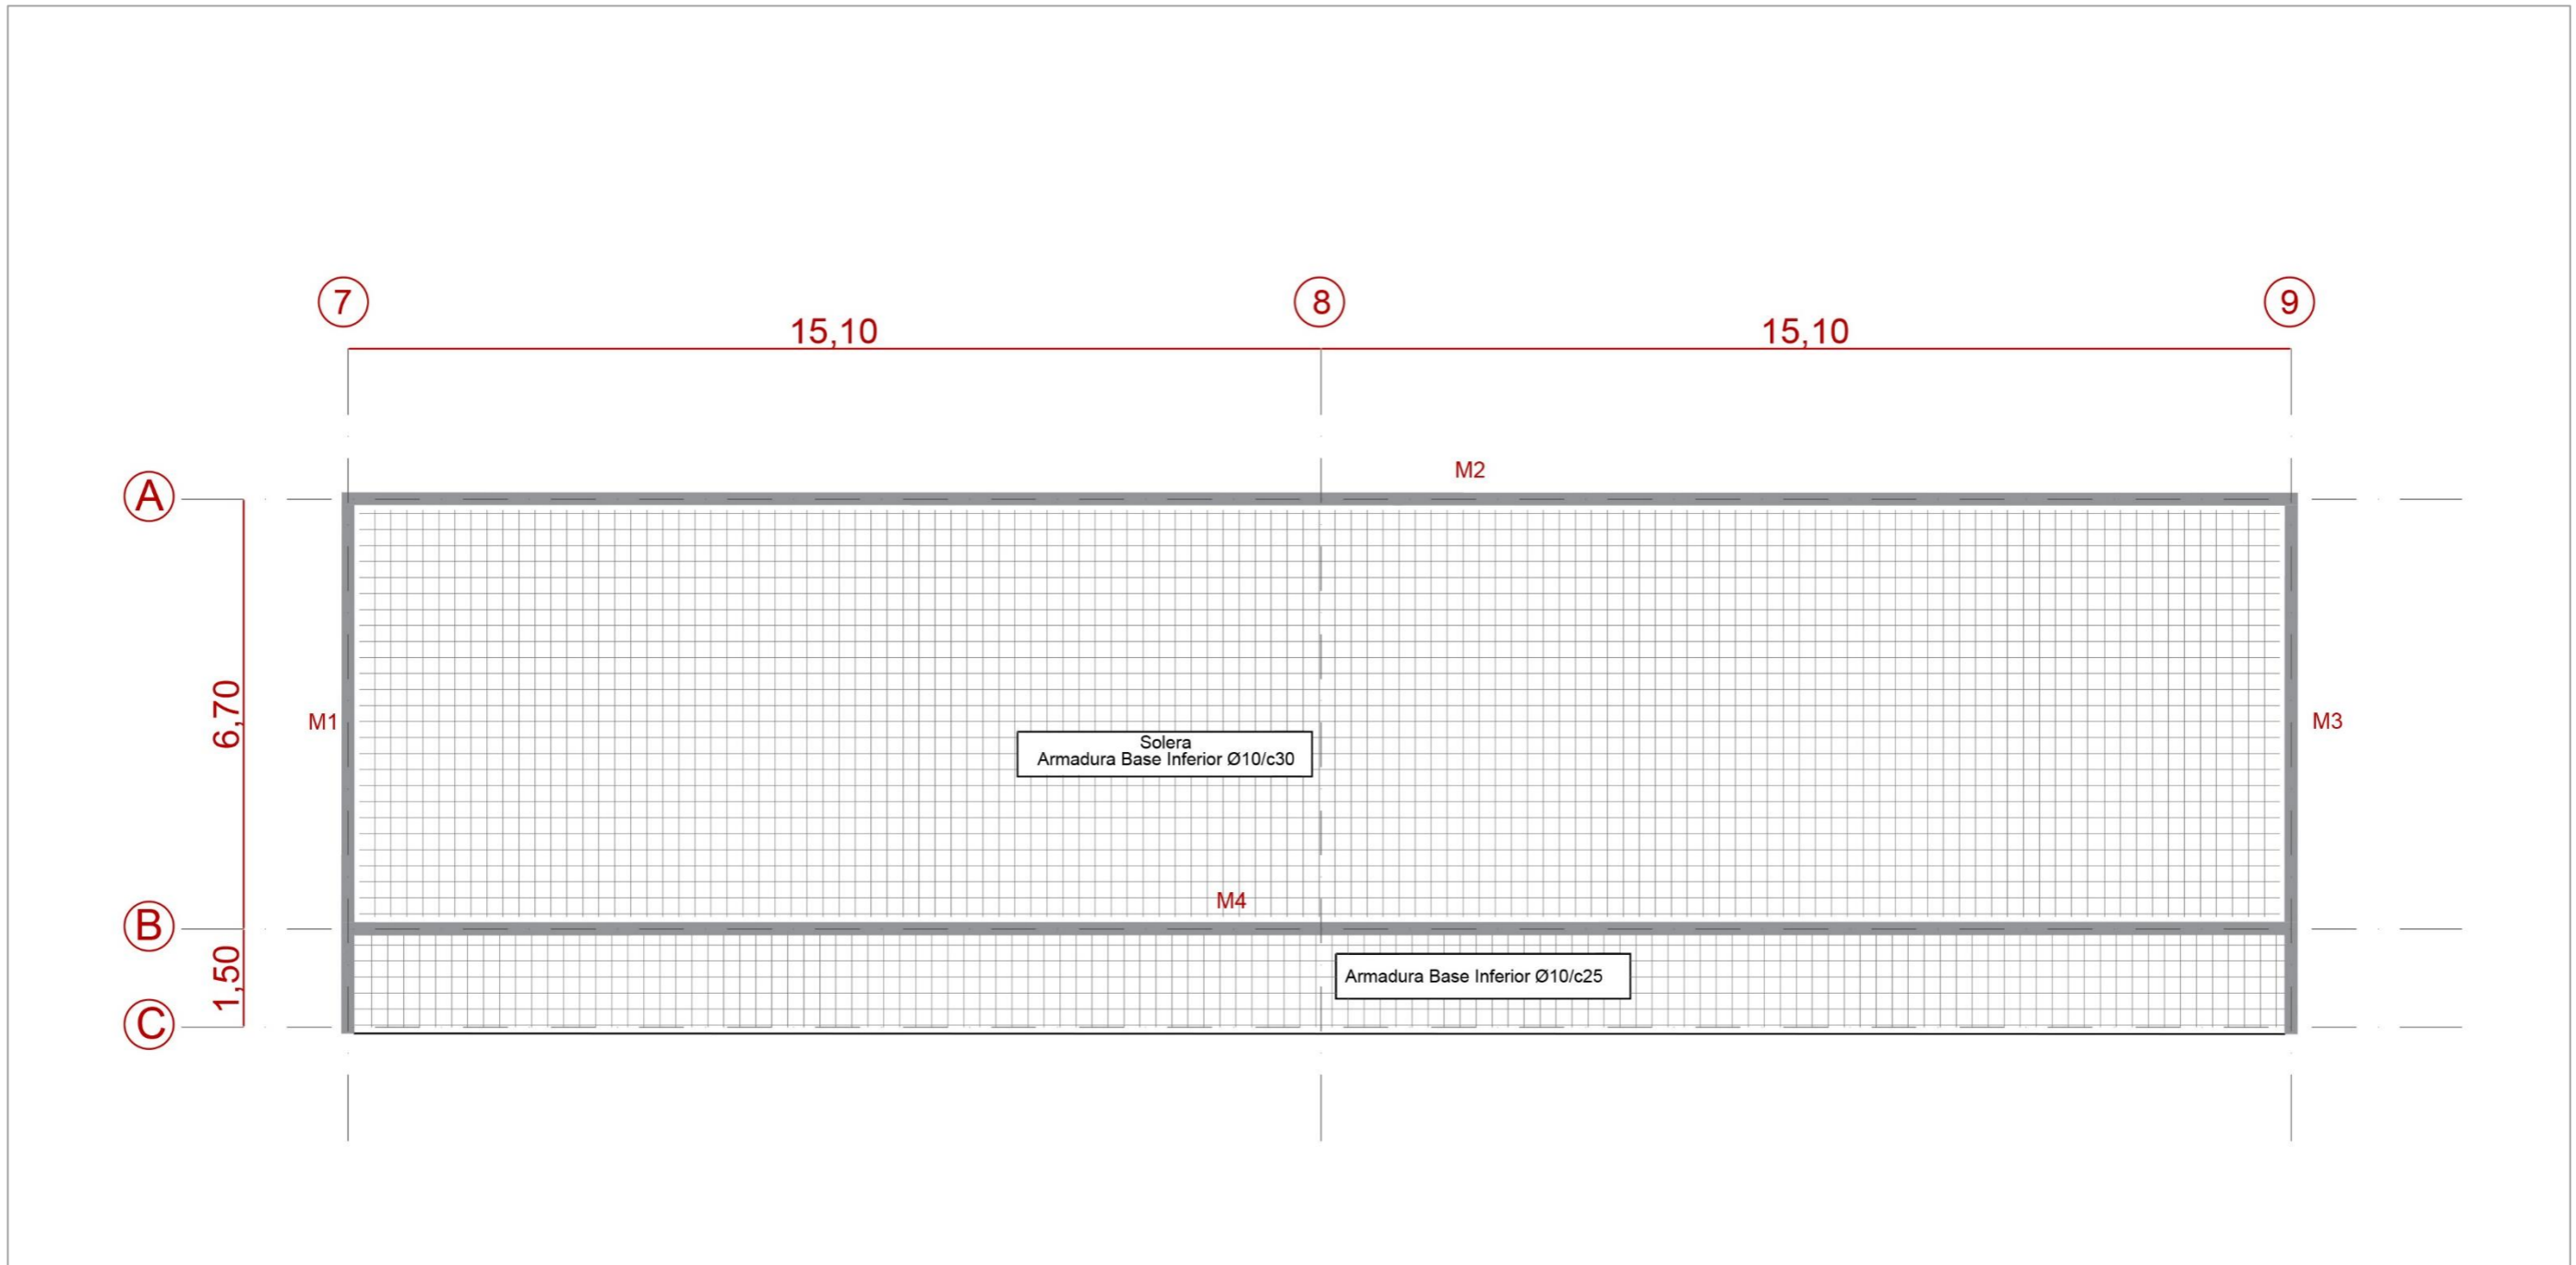 7
8
9
15,10
15,10
M2
A
6,70
M1
M3
Solera
Armadura Base Inferior Ø10/c30
M4
B
1,50
Armadura Base Inferior Ø10/c25
C